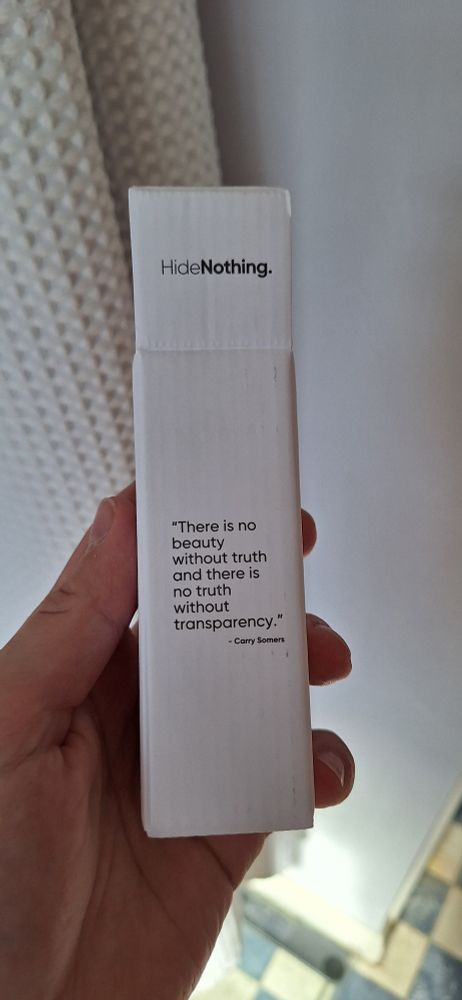 HideNothing.
“There is no
beauty
without truth
and there is
no truth
without
transparency.”
- Carry Somers